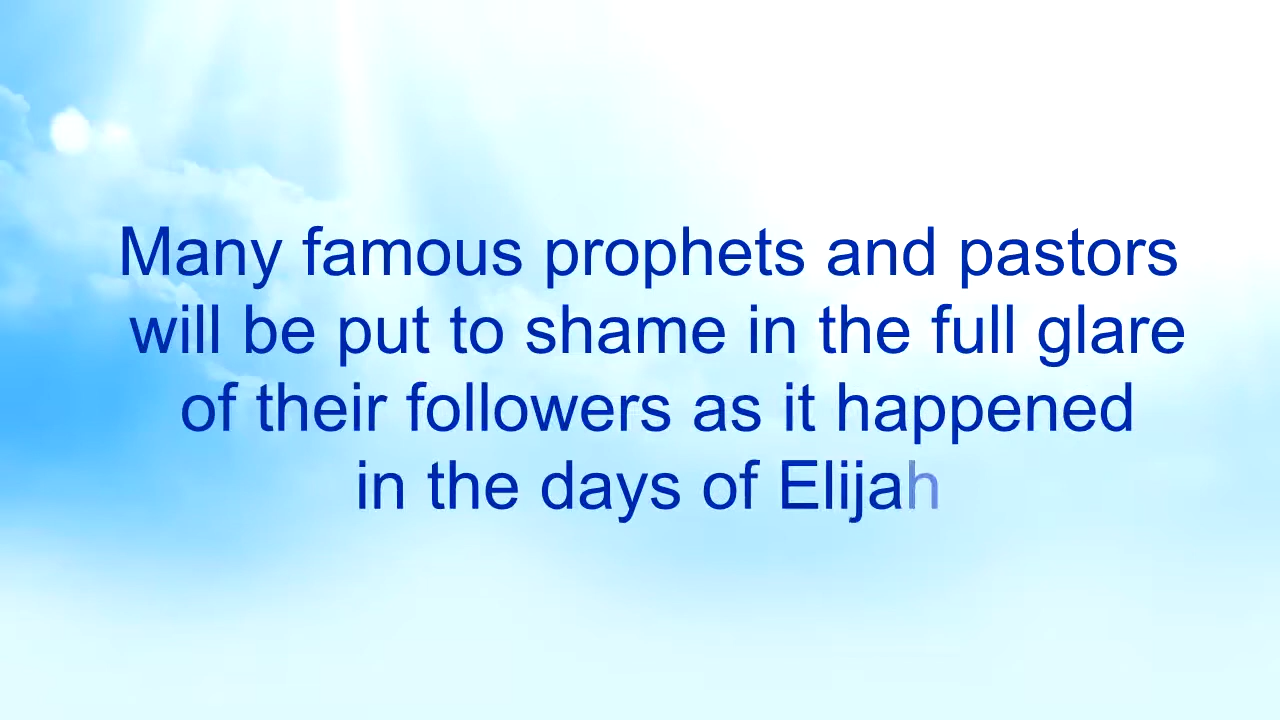 Many famous prophets and pastors
will be put to shame in the full glare
of their followers as it happened
in the days of Elijah